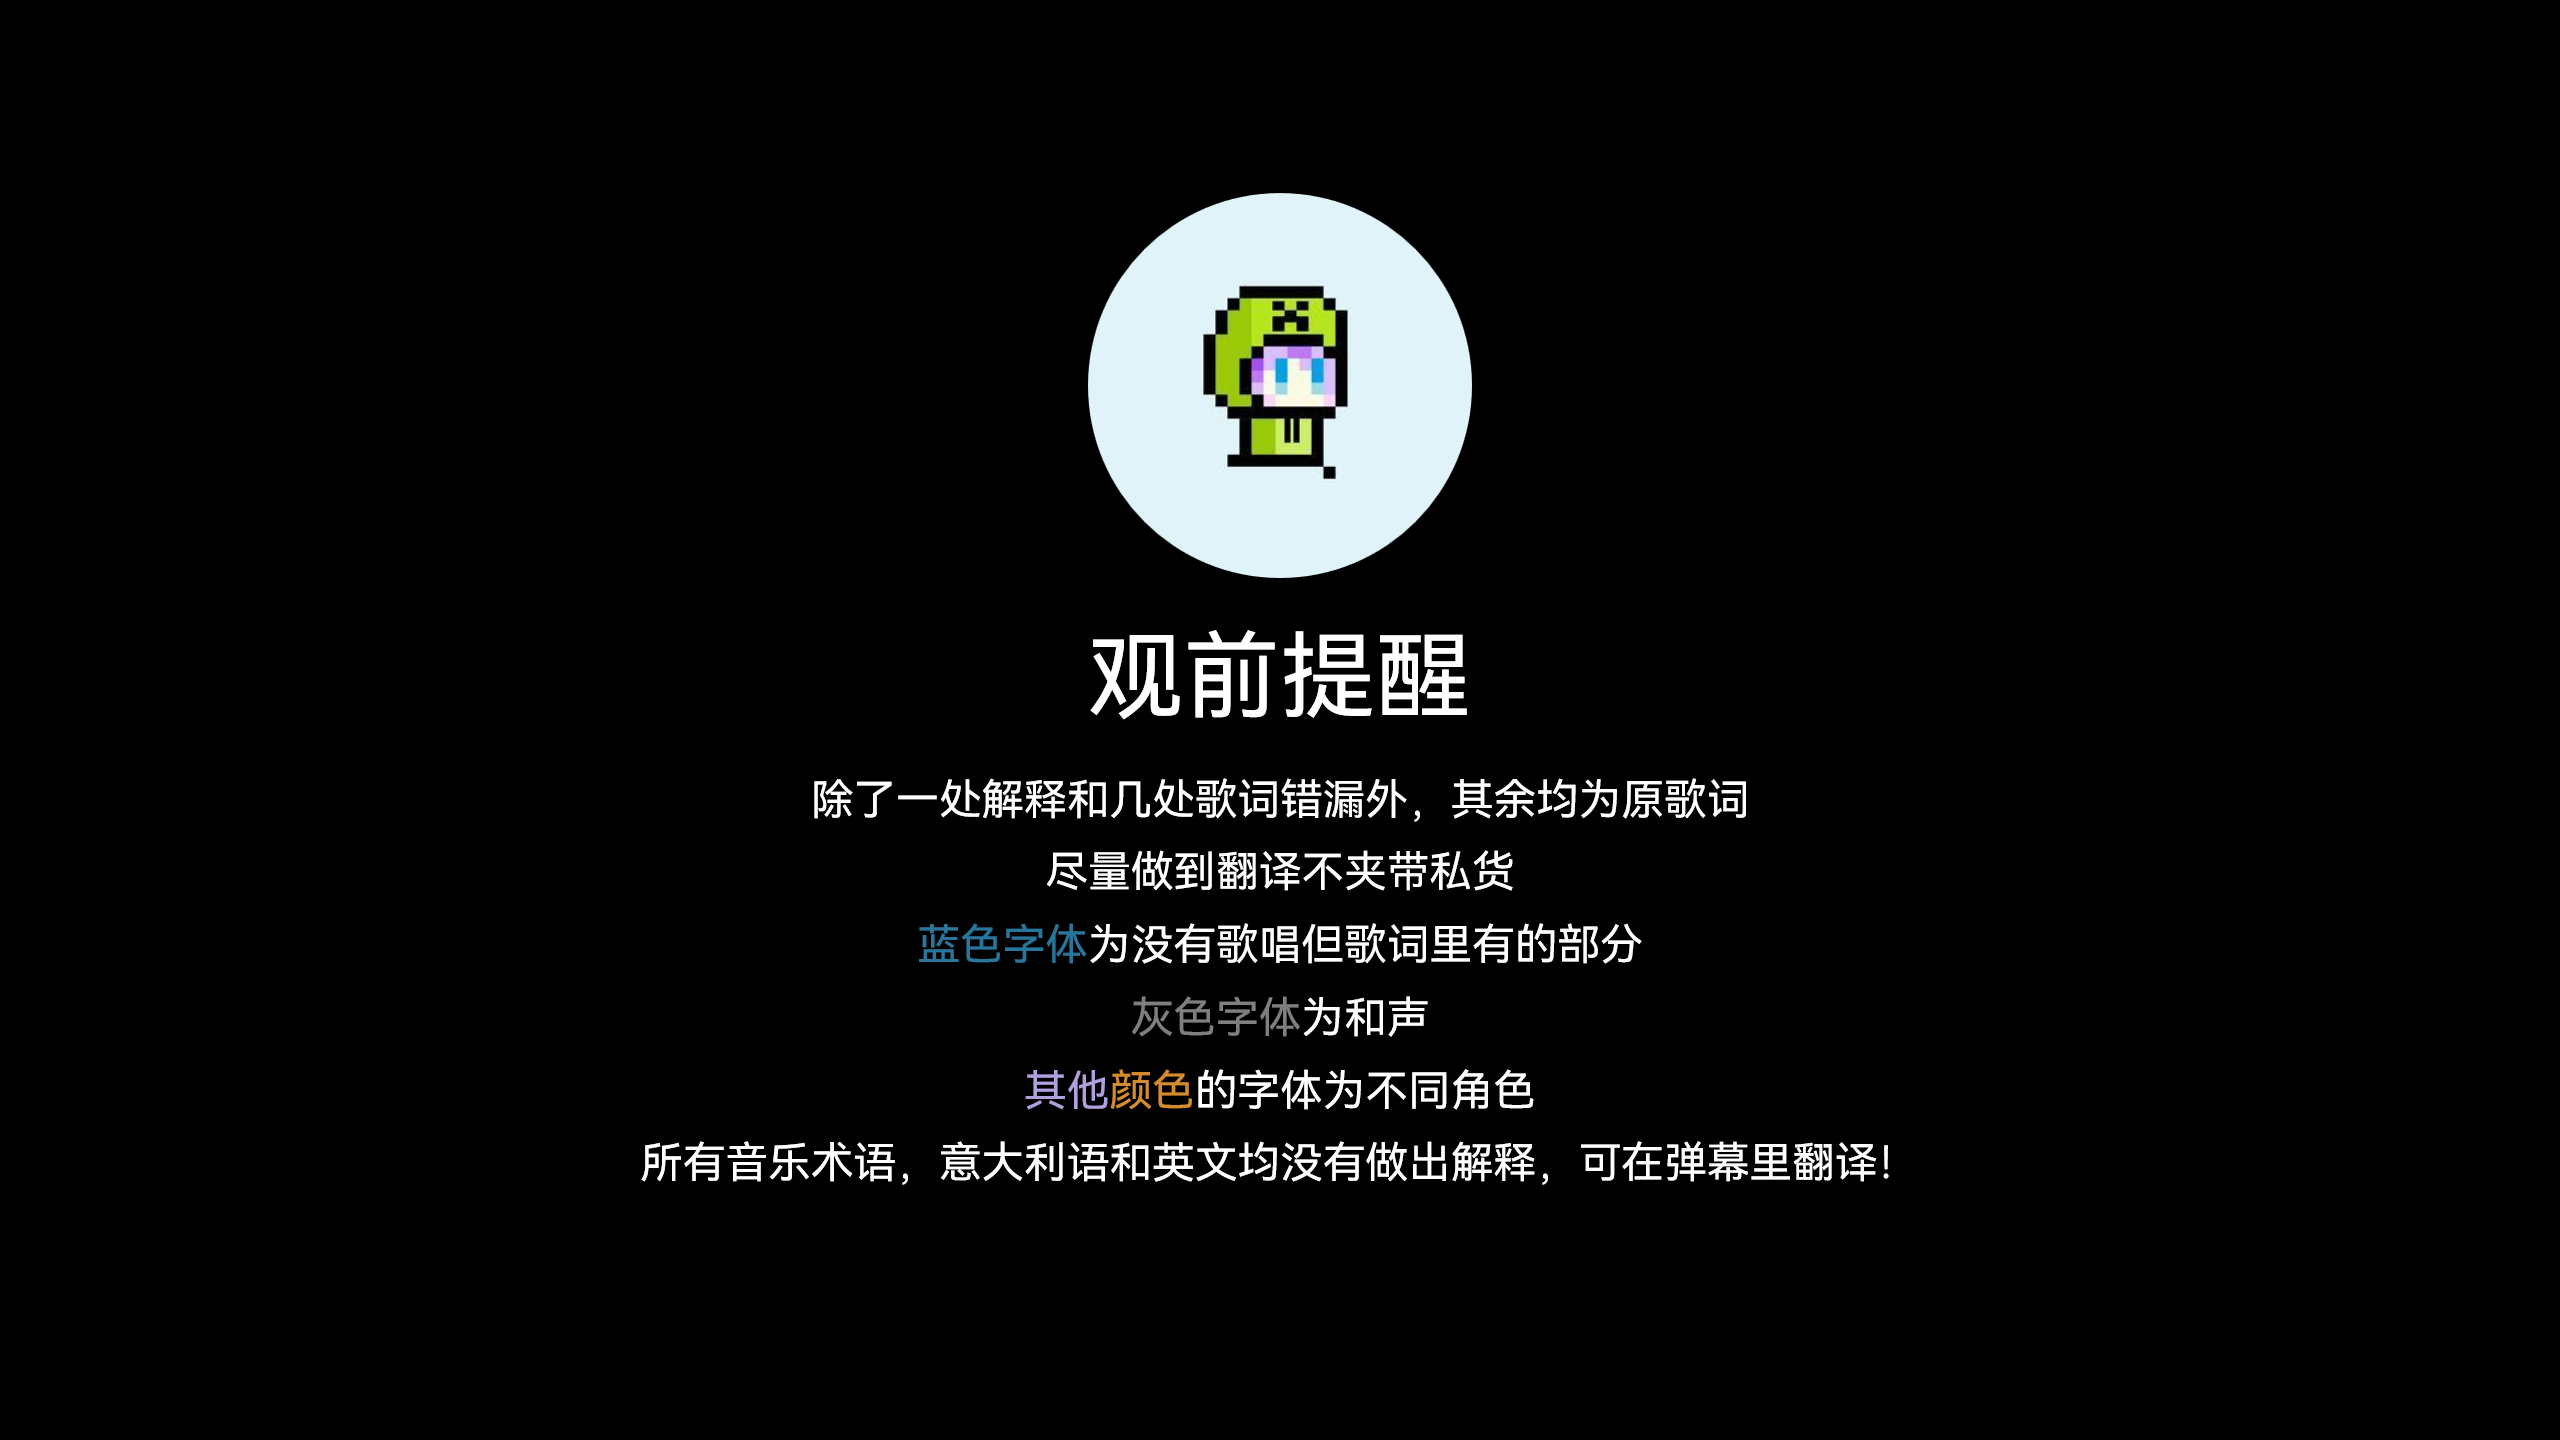 观前提醒
除了一处解释和几处歌词错漏外，其余均为原歌词
尽量做到翻译不夹带私货
蓝色字体为没有歌唱但歌词里有的部分
灰色字体为和声
其他颜色的字体为不同角色
所有音乐术语，意大利语和英文均没有做出解释，可在弹幕里翻译！